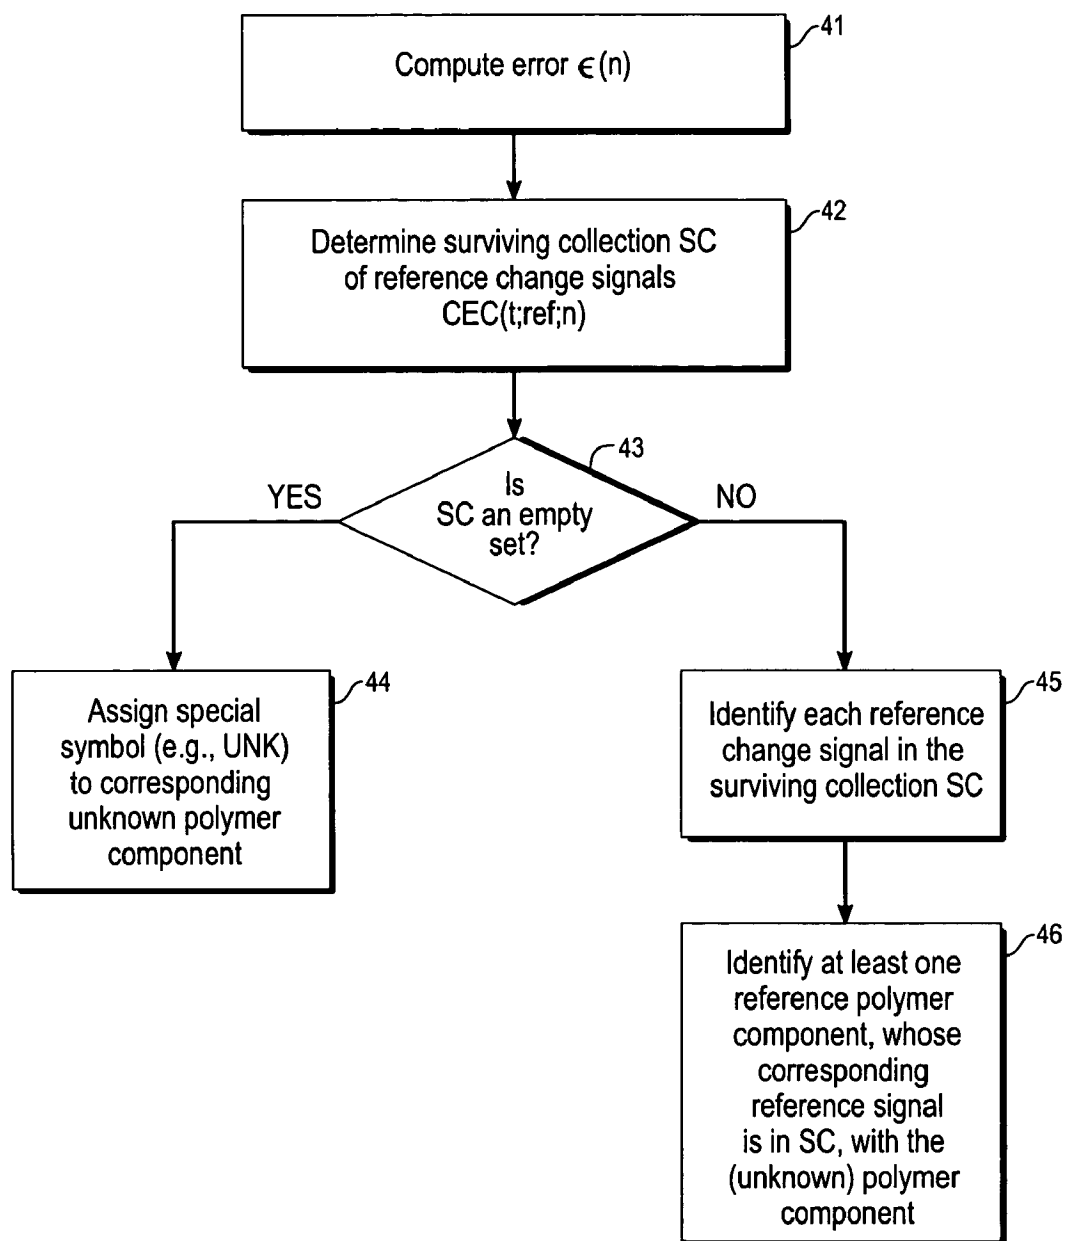 41
Compute error ϵ(n)
42
Determine surviving collection SC
of reference change signals
CEC(t;ref;n)
43
Is
SC an empty
set?
YES
NO
44
Assign special
symbol (e.g., UNK)
to corresponding
unknown polymer
component
45
Identify each reference
change signal in the
surviving collection SC
46
Identify at least one
reference polymer
component, whose
corresponding
reference signal
is in SC, with the
(unknown) polymer
component